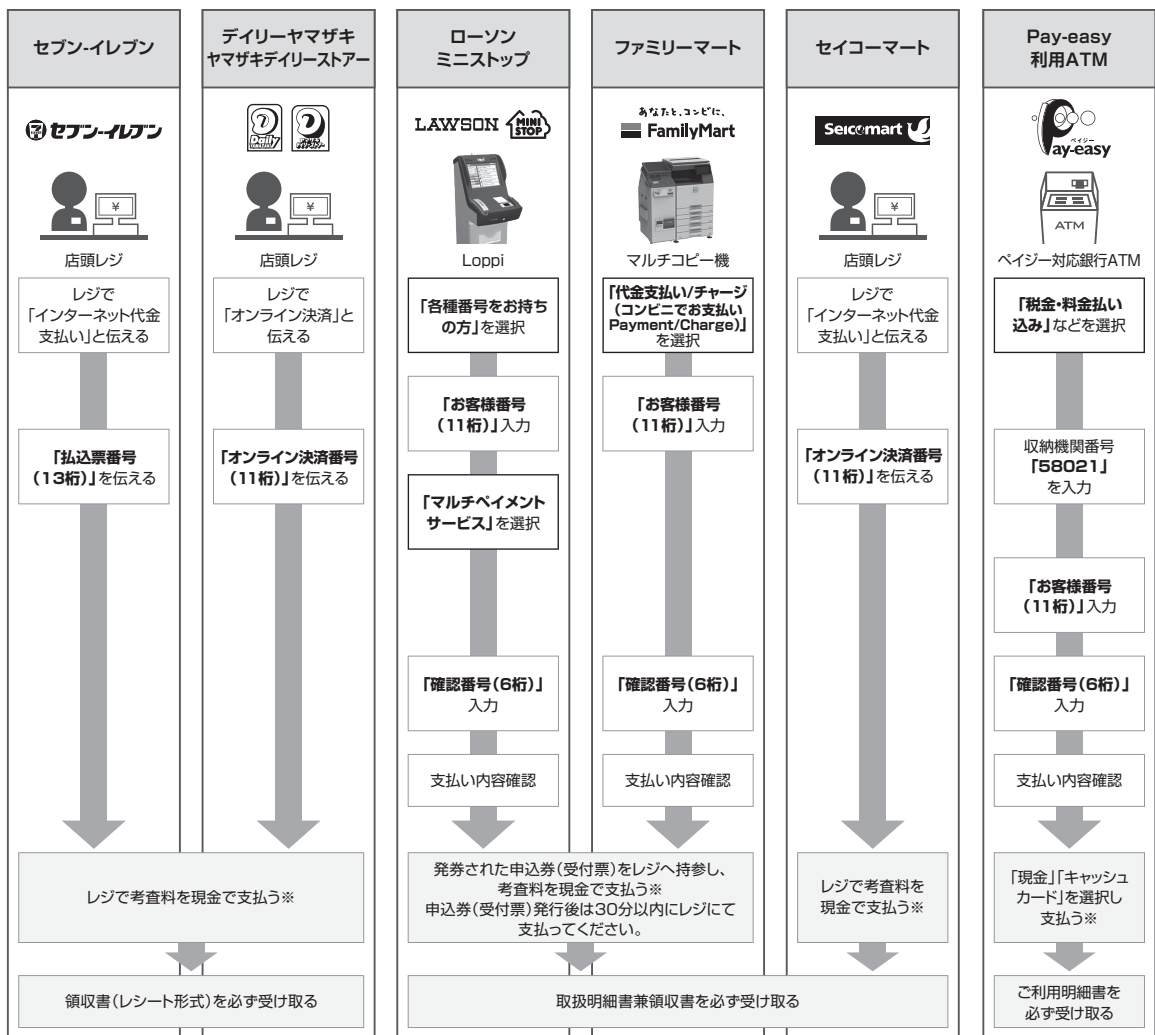 セブン‐イレブン
デイリーヤマザキ
ヤマザキデイリーストアー
ローソン
ミニストップ
ファミリーマート
セイコーマート
Pay-easy
利用ATM
セブン-イレブン
Daily
LAWSON
MINI
STOP
あなたと、コンビに、
FamilyMart
Seicomart
ペイジー
Pay-easy
¥
¥
¥
ATM
店頭レジ
店頭レジ
Loppi
マルチコピー機
店頭レジ
ペイジー対応銀行ATM
レジで
「インターネット代金
支払い」と伝える
レジで
「オンライン決済」と
伝える
「各種番号をお持ち
の方」を選択
「代金支払い/チャージ
(コンビニでお支払い
Payment/Charge)」
を選択
レジで
「インターネット代金
支払い」と伝える
「税金・料金払い
込み」などを選択
「お客様番号
(11桁)」入力
「お客様番号
(11桁)」入力
「払込票番号
(13桁)」を伝える
「オンライン決済番号
(11桁)」を伝える
「マルチペイメント
サービス」を選択
「オンライン決済番号
(11桁)」を伝える
収納機関番号
「58021」
を入力
「お客様番号
(11桁)」入力
「確認番号(6桁)」
入力
「確認番号(6桁)」
入力
「確認番号(6桁)」
入力
支払い内容確認
支払い内容確認
支払い内容確認
レジで考査料を現金で支払う※
発券された申込券(受付票)をレジへ持参し、
考査料を現金で支払う※
申込券(受付票)発行後は30分以内にレジにて
支払ってください。
レジで考査料を
現金で支払う※
「現金」「キャッシュ
カード」を選択し
支払う※
領収書(レシート形式)を必ず受け取る
取扱明細書兼領収書を必ず受け取る
ご利用明細書を
必ず受け取る